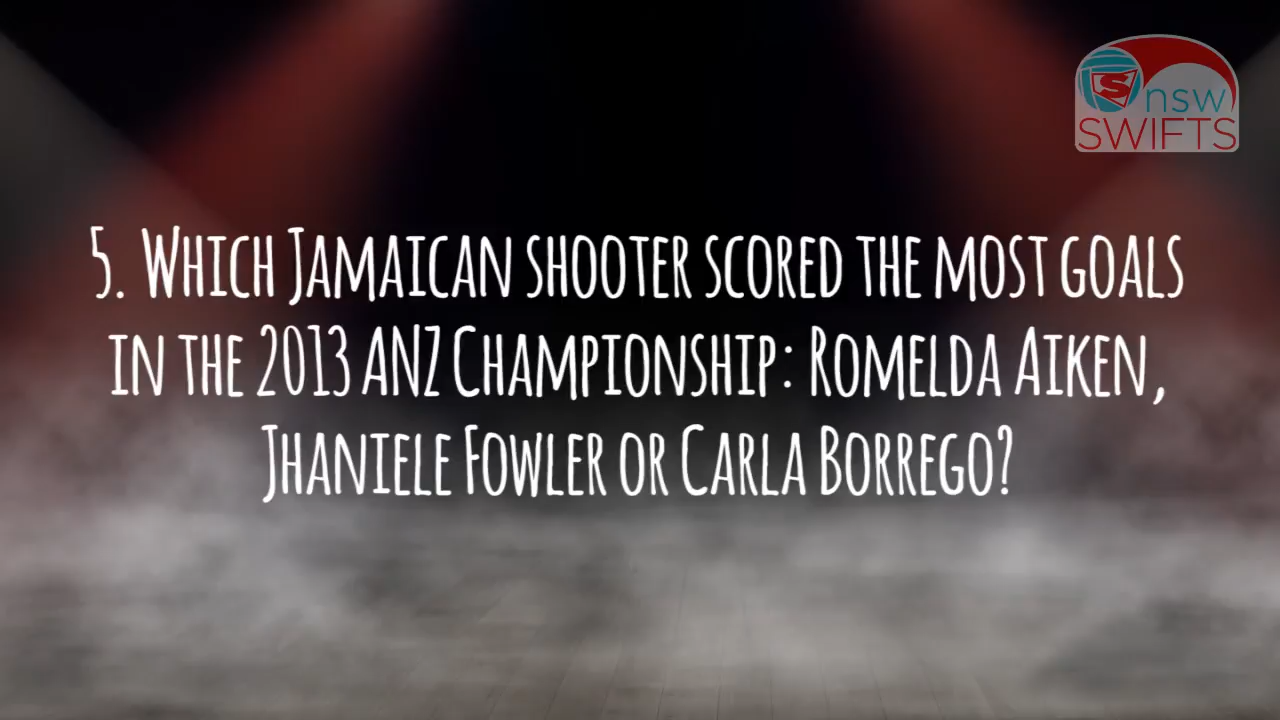 nsw
SWIFTS
5. Which Jamaican shooter scored the most goals
in the 2013 ANZ Championship: Romelda Aiken,
Jhaniele Fowler or Carla Borrego?